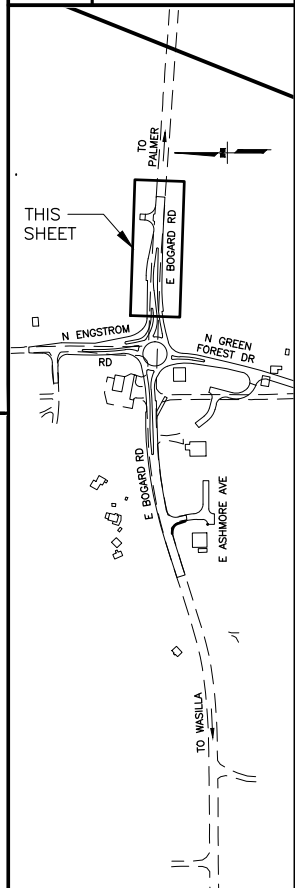 TO
PALMER
THIS
SHEET
E BOGARD RD
N ENGSTROM
RD
N GREEN
FOREST DR
E BOGARD RD
E ASHMORE AVE
TO WASILLA